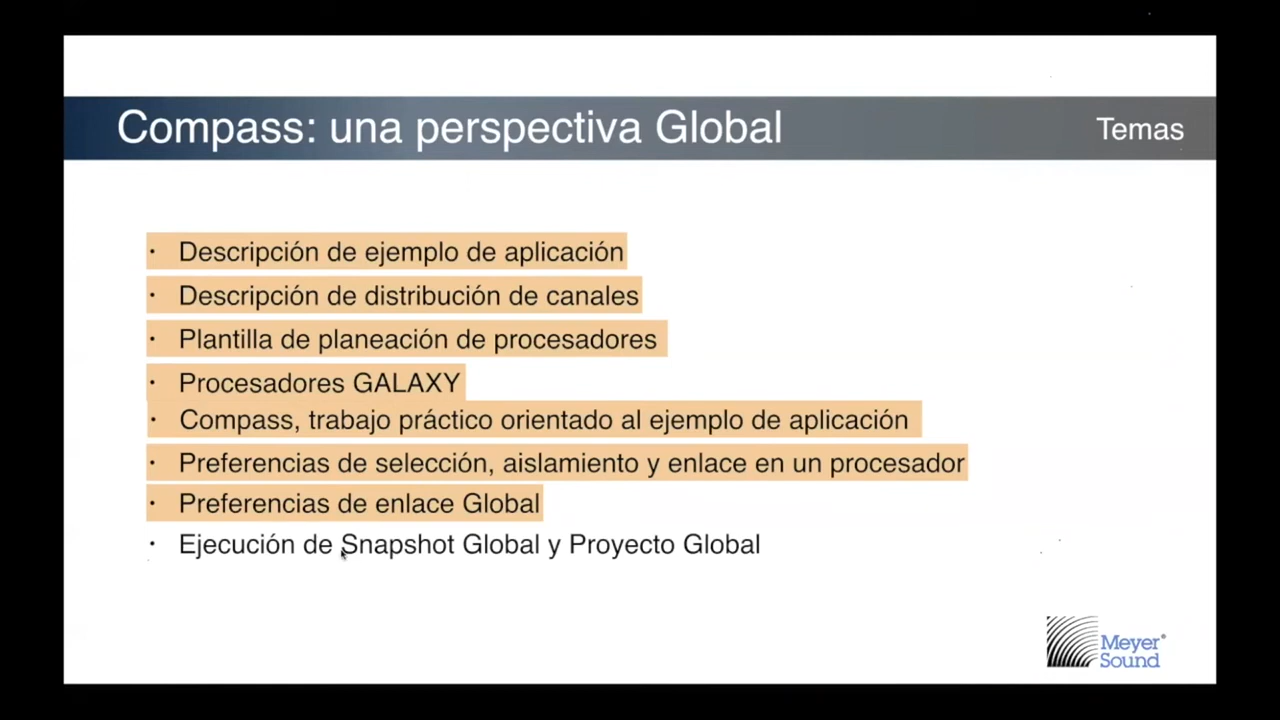 Compass: una perspectiva Global
Temas
· Descripción de ejemplo de aplicación
· Descripción de distribución de canales
· Plantilla de planeación de procesadores
· Procesadores GALAXY
· Compass, trabajo práctico orientado al ejemplo de aplicación
· Preferencias de selección, aislamiento y enlace en un procesador
· Preferencias de enlace Global
· Ejecución de Snapshot Global y Proyecto Global
Meyer®
Sound